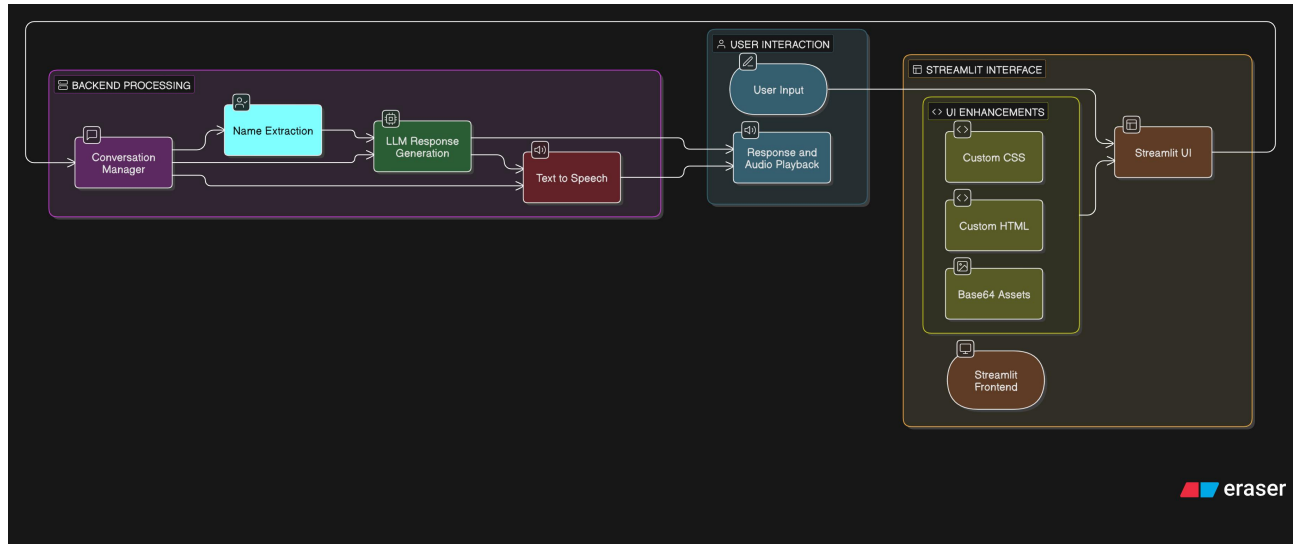 BACKEND PROCESSING
Conversation
Manager
Name Extraction
LLM Response
Generation
Text to Speech
USER INTERACTION
User Input
Response and
Audio Playback
STREAMLIT INTERFACE
UI ENHANCEMENTS
Custom CSS
Custom HTML
Base64 Assets
Streamlit UI
Streamlit
Frontend
eraser